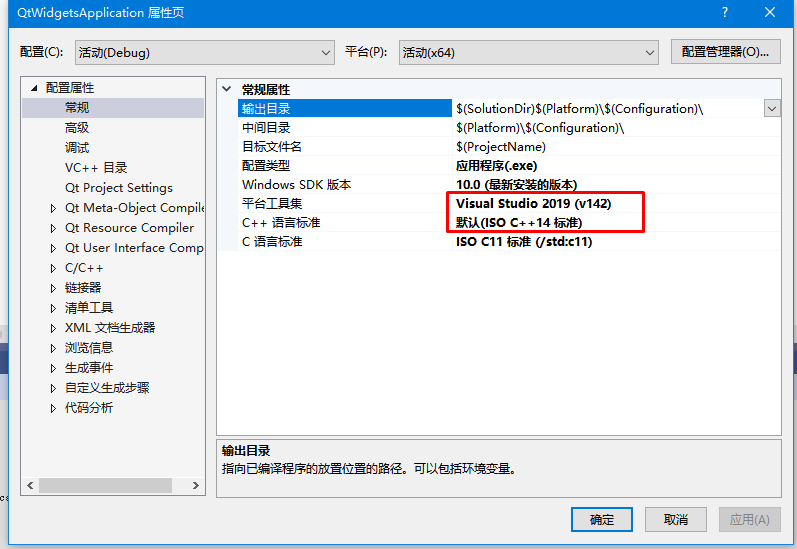 QtWidgetsApplication 属性页
?
配置(C): 活动(Debug) 平台(P): 活动(x64) 配置管理器(O)...
配置属性
常规
高级
调试
VC++ 目录
Qt Project Settings
Qt Meta-Object Compile
Qt Resource Compiler
Qt User Interface Comp
C/C++
链接器
清单工具
XML 文档生成器
浏览信息
生成事件
自定义生成步骤
代码分析
常规属性
输出目录 $(SolutionDir)$(Platform)\$(Configuration)\
中间目录 $(Platform)\$(Configuration)\
目标文件名 $(ProjectName)
配置类型 应用程序(.exe)
Windows SDK 版本 10.0 (最新安装的版本)
平台工具集 Visual Studio 2019 (v142)
C++ 语言标准 默认(ISO C++14 标准)
C 语言标准 ISO C11 标准 (/std:c11)
输出目录
指向已编译程序的放置位置的路径。可以包括环境变量。
确定 取消 应用(A)